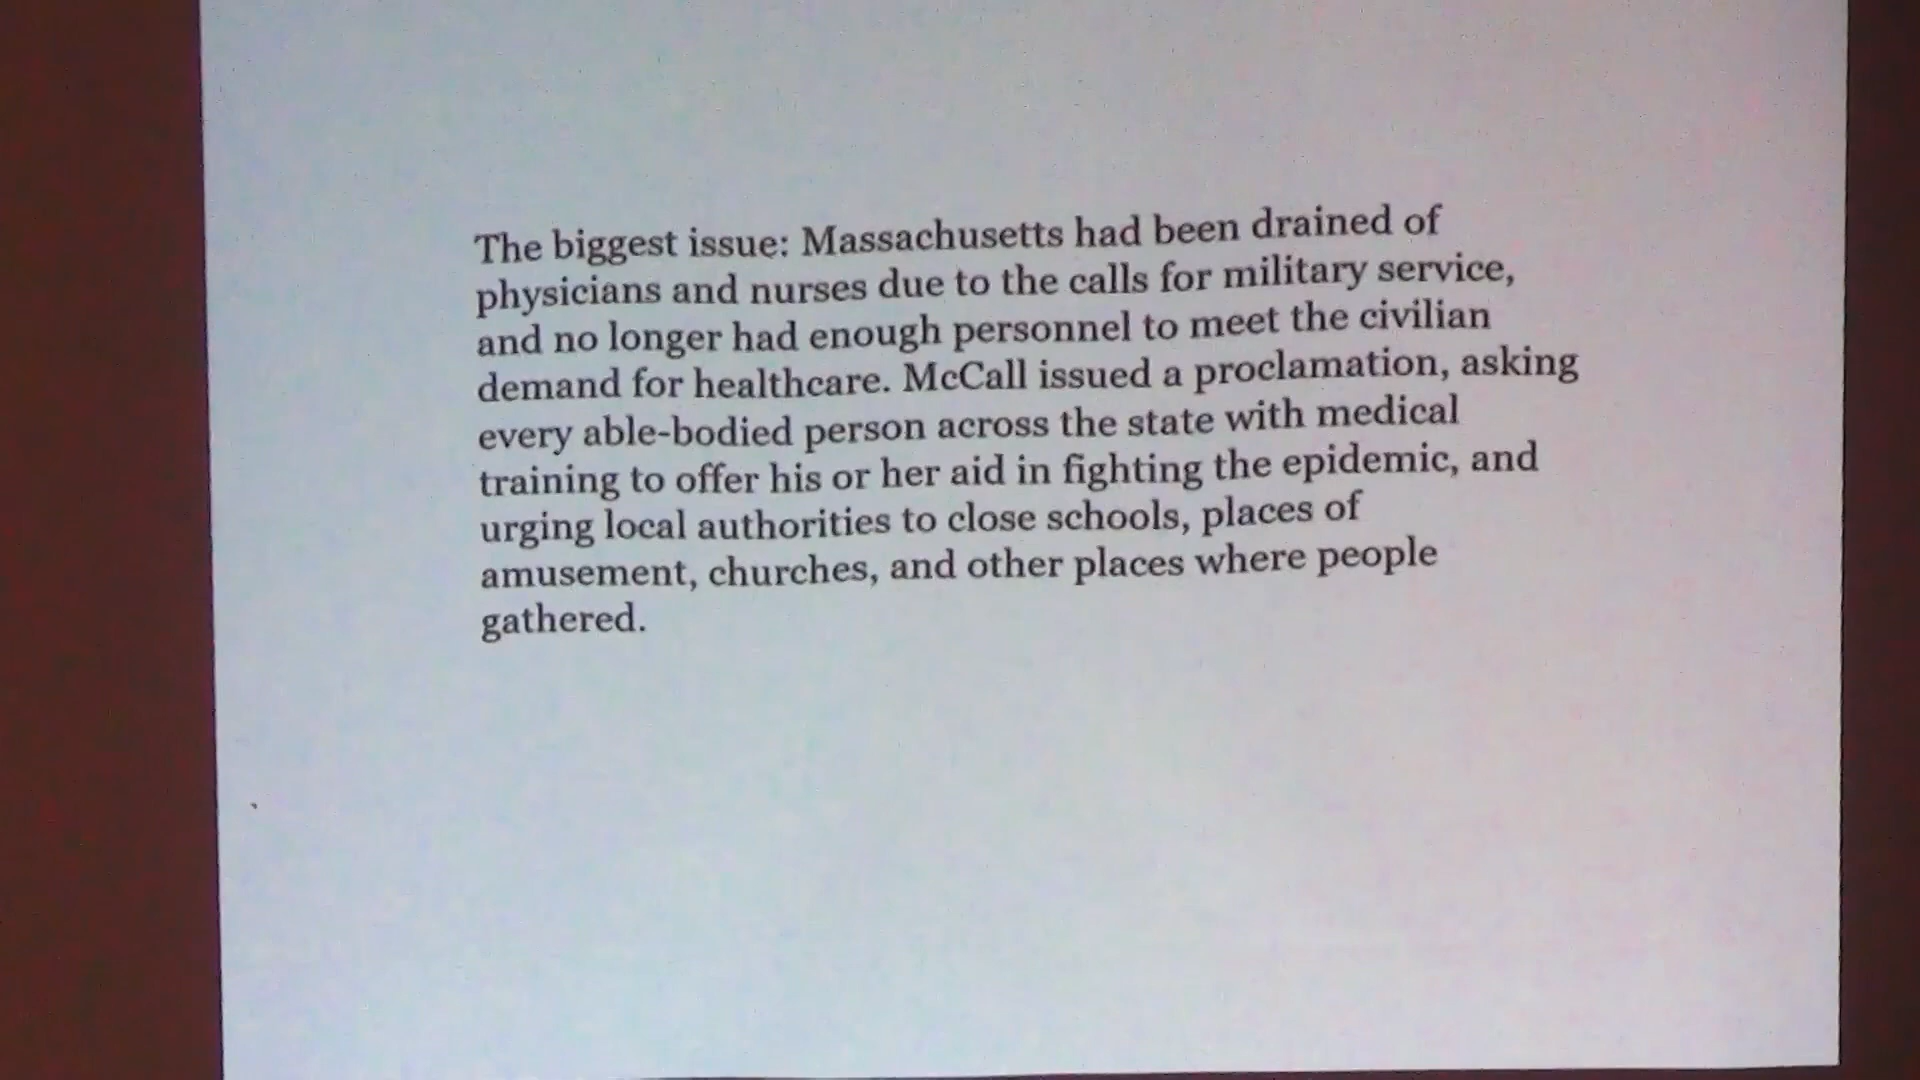 The biggest issue: Massachusetts had been drained of
physicians and nurses due to the calls for military service,
and no longer had enough personnel to meet the civilian
demand for healthcare. McCall issued a proclamation, asking
every able-bodied person across the state with medical
training to offer his or her aid in fighting the epidemic, and
urging local authorities to close schools, places of
amusement, churches, and other places where people
gathered.